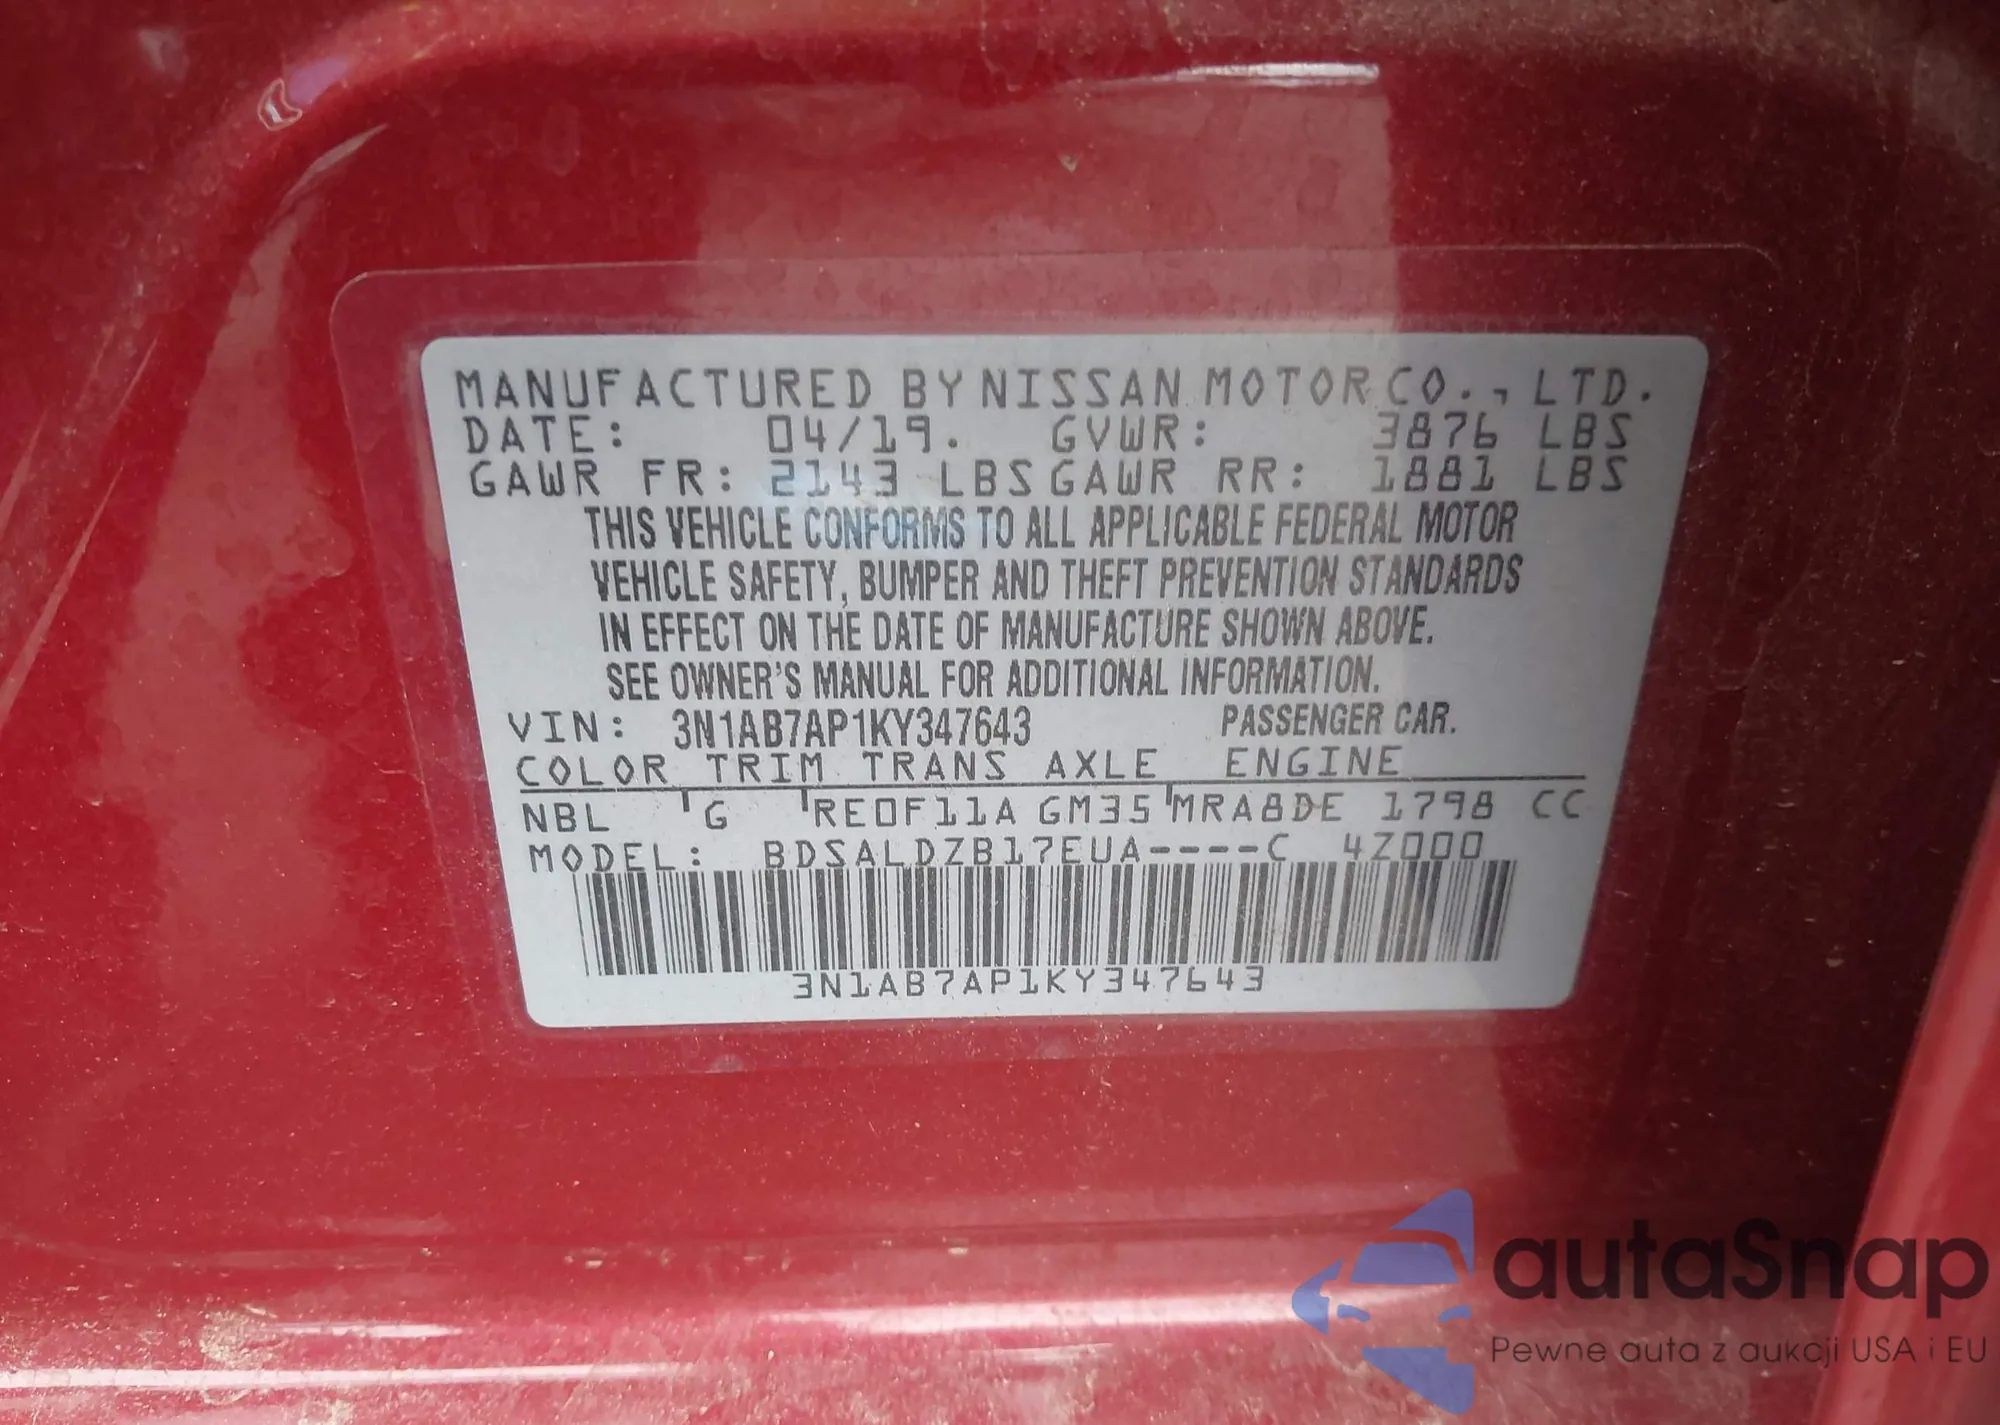 MANUFACTURED BY NISSAN MOTOR CO., LTD.
DATE: 04/19. GVWR: 3876 LBS
GAWR FR: 2143 LBS GAWR RR: 1881 LBS
THIS VEHICLE CONFORMS TO ALL APPLICABLE FEDERAL MOTOR
VEHICLE SAFETY, BUMPER AND THEFT PREVENTION STANDARDS
IN EFFECT ON THE DATE OF MANUFACTURE SHOWN ABOVE.
SEE OWNER'S MANUAL FOR ADDITIONAL INFORMATION.
VIN: 3N1AB7AP1KY347643 PASSENGER CAR.
COLOR TRIM TRANS AXLE ENGINE
NBL G RE0F11A GM35 MRA8DE 1798 CC
MODEL: BDSALDZB17EUA----C 4Z000
3N1AB7AP1KY347643
autaSnap
Pewne auta z aukcji USA i EU